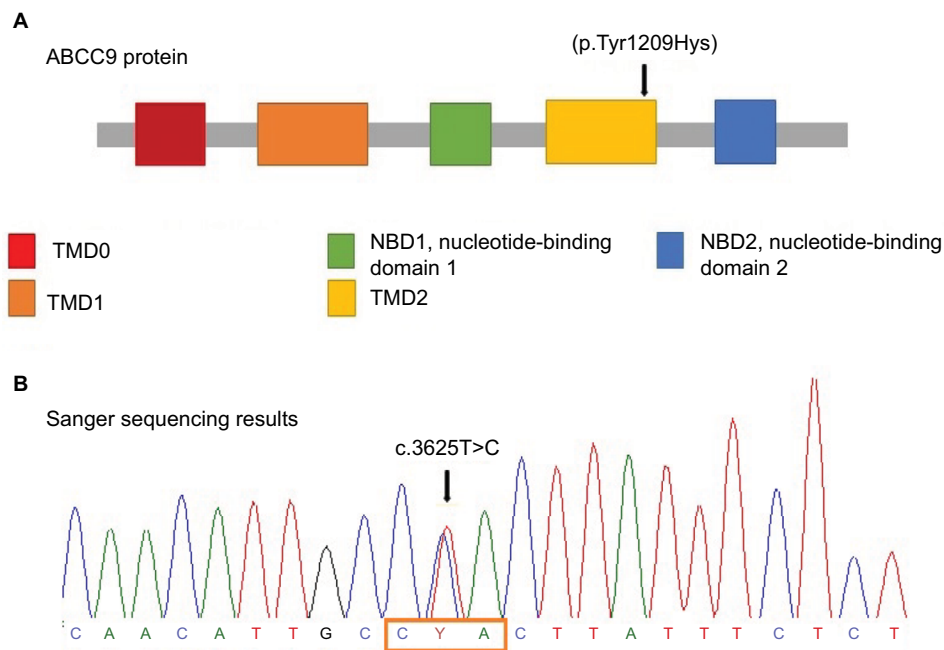 A
ABCC9 protein
(p.Tyr1209Hys)
TMD0
NBD1, nucleotide-binding
domain 1
NBD2, nucleotide-binding
domain 2
TMD1
TMD2
B
Sanger sequencing results
c.3625T>C
C A A C A T T G C C Y A C T T A T T T C T C T